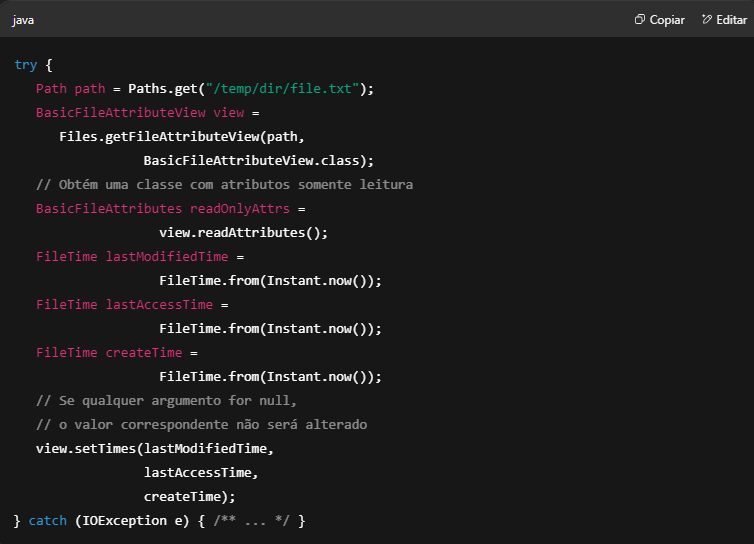 java
Copiar
Editar
try {
   Path path = Paths.get("/temp/dir/file.txt");
   BasicFileAttributeView view =
      Files.getFileAttributeView(path,
                 BasicFileAttributeView.class);
   // Obtém uma classe com atributos somente leitura
   BasicFileAttributes readOnlyAttrs =
                   view.readAttributes();
   FileTime lastModifiedTime =
                   FileTime.from(Instant.now());
   FileTime lastAccessTime =
                   FileTime.from(Instant.now());
   FileTime createTime =
                   FileTime.from(Instant.now());
   // Se qualquer argumento for null,
   // o valor correspondente não será alterado
   view.setTimes(lastModifiedTime,
                 lastAccessTime,
                 createTime);
} catch (IOException e) { /** ... */ }